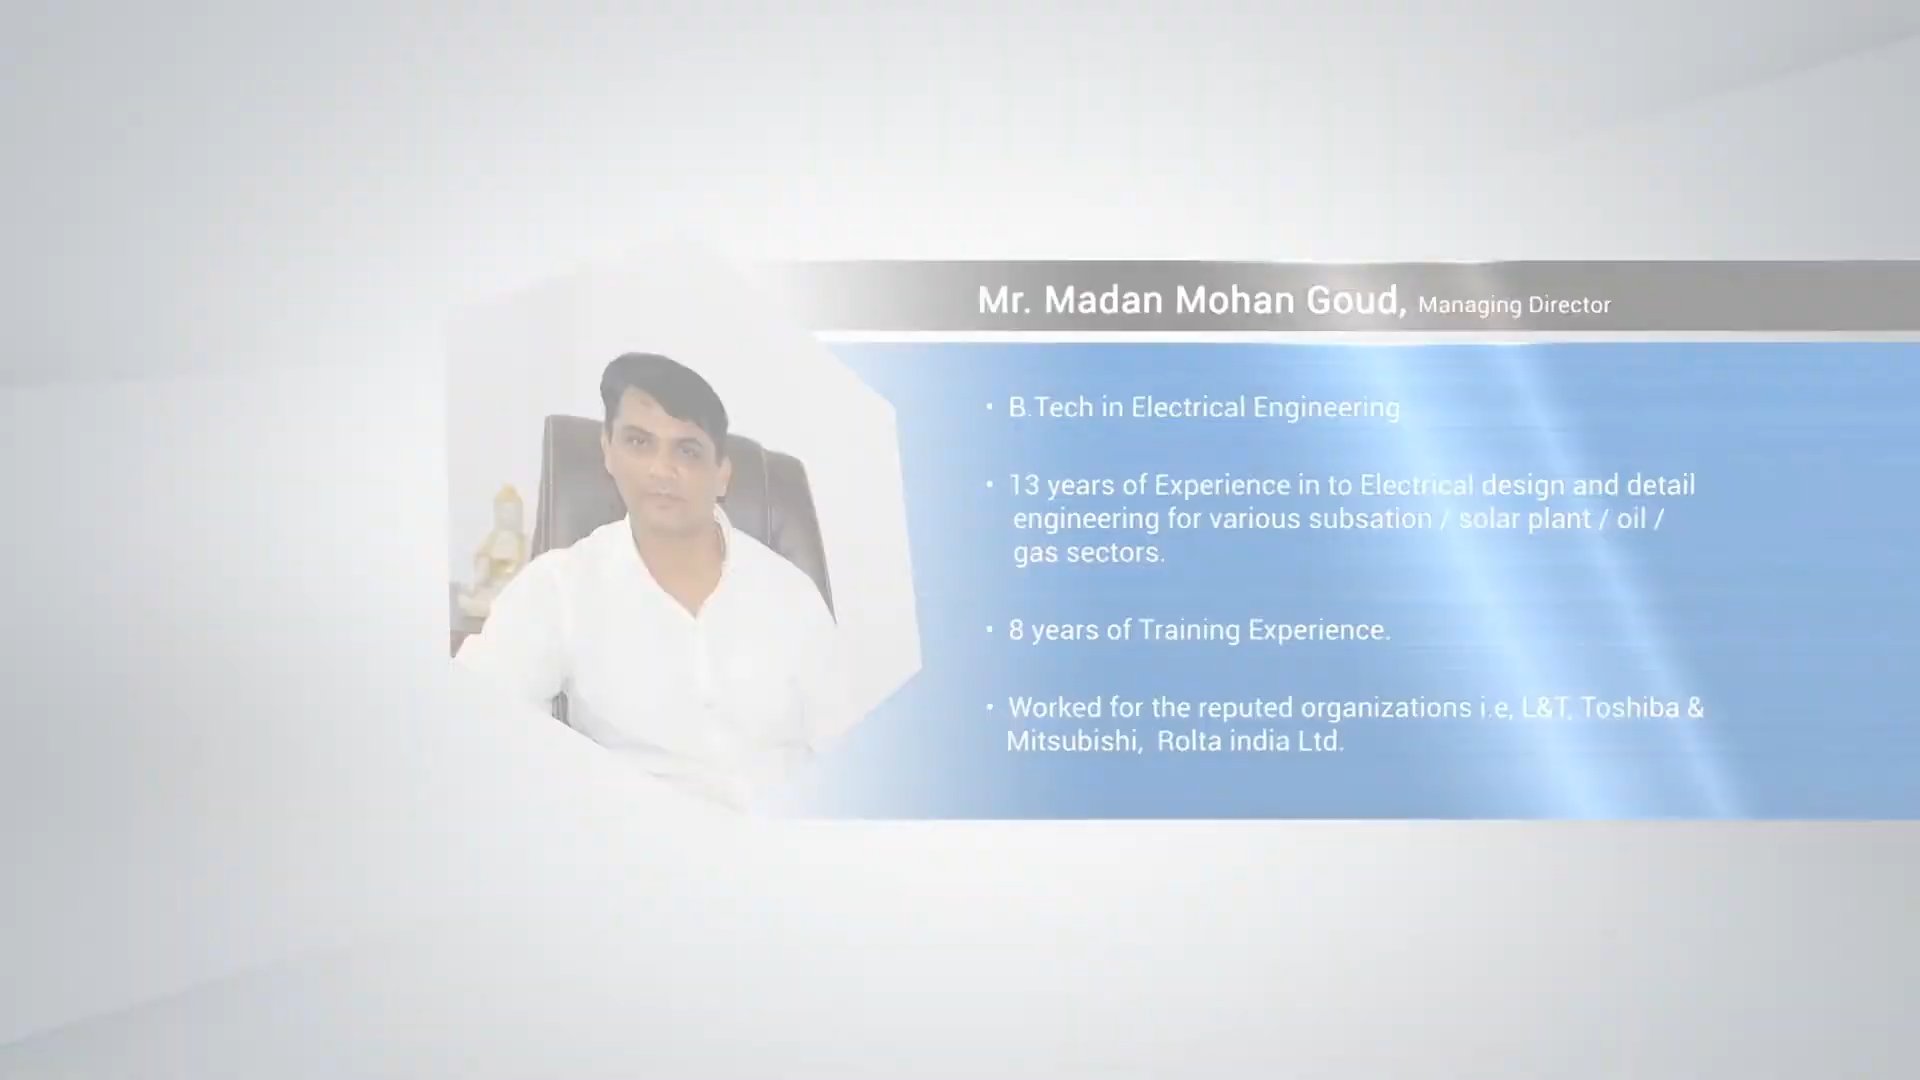 Mr. Madan Mohan Goud, Managing Director
• B.Tech in Electrical Engineering
• 13 years of Experience in to Electrical design and detail
engineering for various subsation / solar plant / oil /
gas sectors.
• 8 years of Training Experience.
• Worked for the reputed organizations i.e, L&T, Toshiba &
Mitsubishi, Rolta india Ltd.